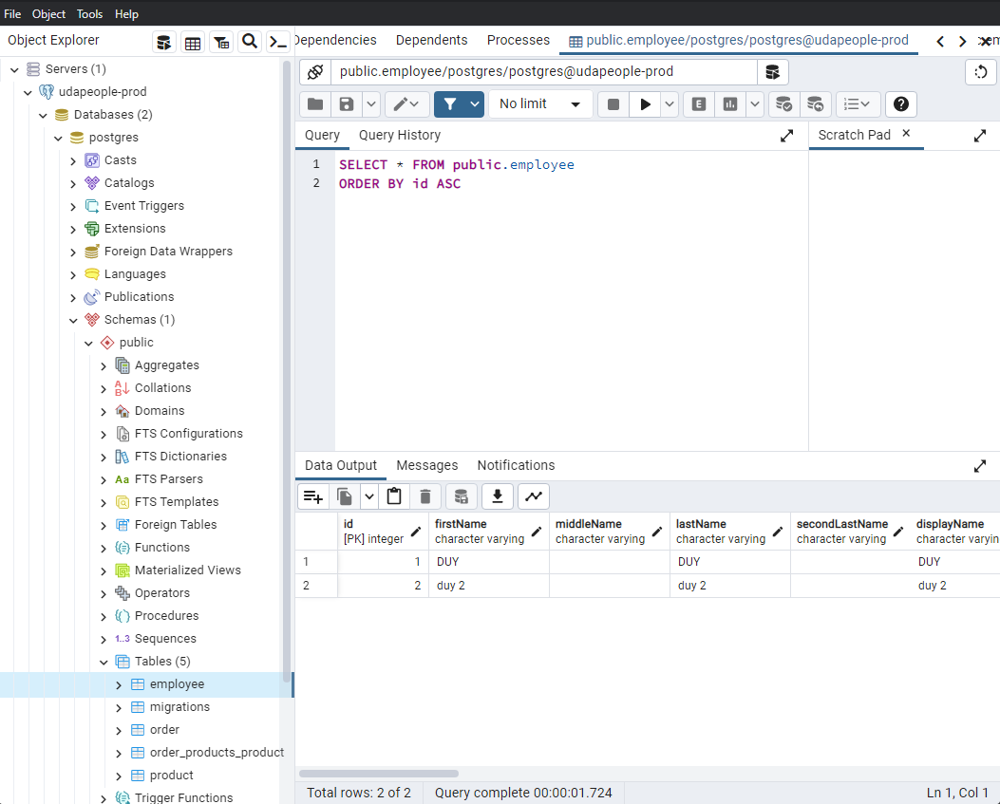 File Object Tools Help
Object Explorer
Dependencies Dependents Processes public.employee/postgres/postgres@udapeople-prod
Servers (1)
udapeople-prod
Databases (2)
postgres
Casts
Catalogs
Event Triggers
Extensions
Foreign Data Wrappers
Languages
Publications
Schemas (1)
public
Aggregates
Collations
Domains
FTS Configurations
FTS Dictionaries
Aa FTS Parsers
FTS Templates
Foreign Tables
Functions
Materialized Views
Operators
Procedures
1..3 Sequences
Tables (5)
employee
migrations
order
order_products_product
product
Trigger Functions
public.employee/postgres/postgres@udapeople-prod
No limit
E
Query Query History
Scratch Pad
1 SELECT * FROM public.employee
2 ORDER BY id ASC
Data Output Messages Notifications
id firstName middleName lastName secondLastName displayName
[PK] integer character varying character varying character varying character varying character varyin
1 1 DUY DUY DUY
2 2 duy 2 duy 2 duy 2
Total rows: 2 of 2 Query complete 00:00:01.724 Ln 1, Col 1